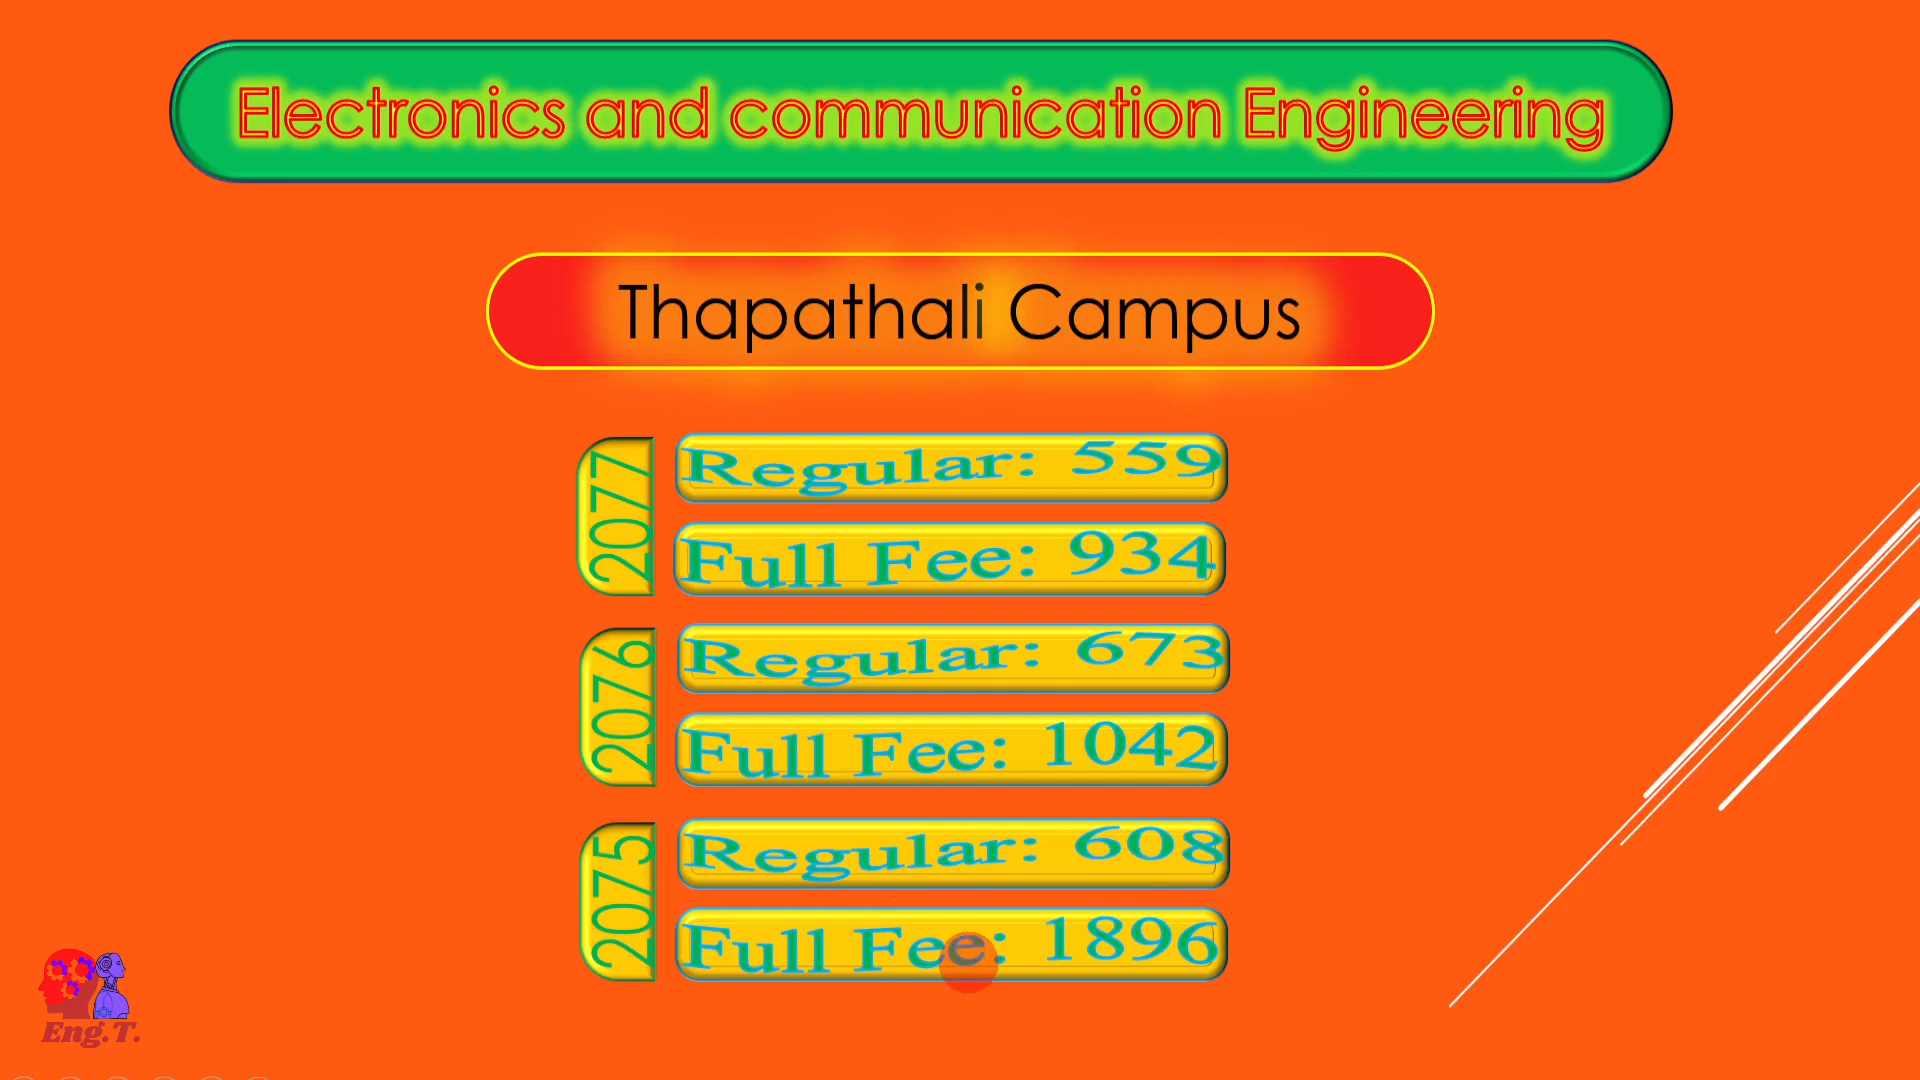 Electronics and communication Engineering
Thapathali Campus
2077
Regular: 559
Full Fee: 934
2076
Regular: 673
Full Fee: 1042
2075
Regular: 608
Full Fee: 1896
Eng.T.